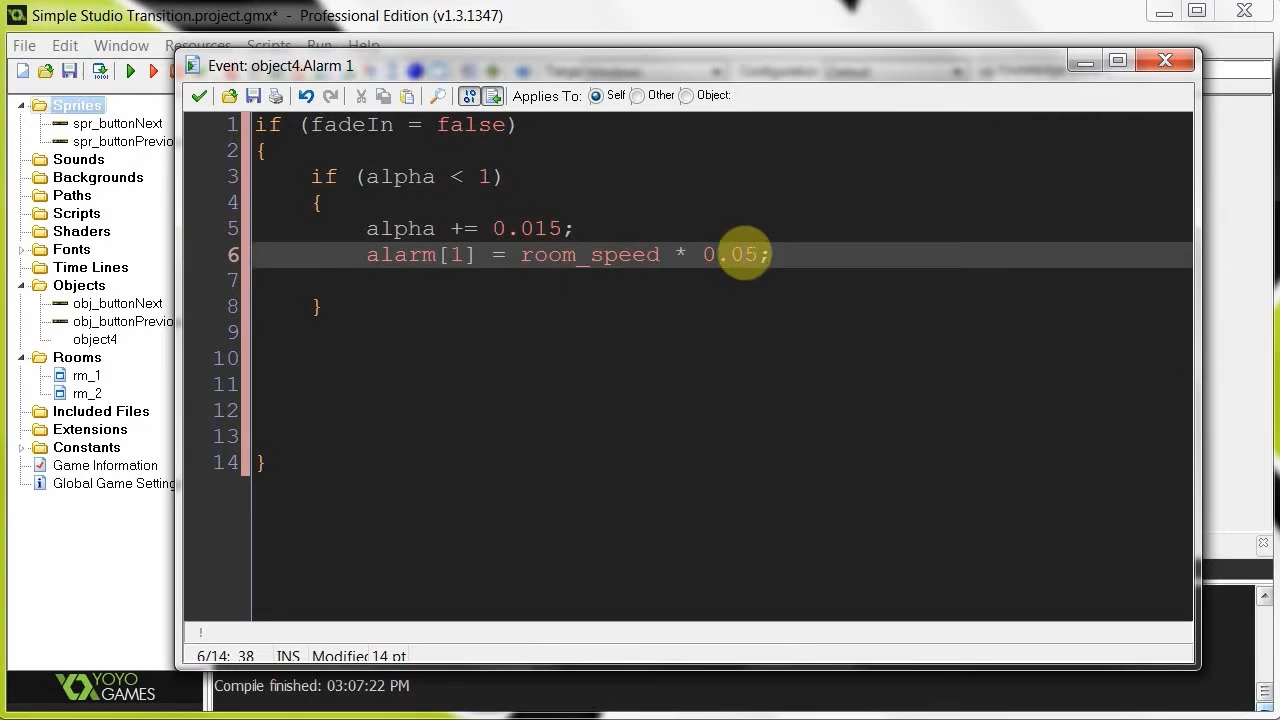 Simple Studio Transition.project.gmx* - Professional Edition (v1.3.1347)
File Edit Window Resources Scripts Run Help
Event: object4.Alarm 1
Applies To: Self Other Object:
Sprites
spr_buttonNext
spr_buttonPrevio
Sounds
Backgrounds
Paths
Scripts
Shaders
Fonts
Time Lines
Objects
obj_buttonNext
obj_buttonPrevio
object4
Rooms
rm_1
rm_2
Included Files
Extensions
Constants
Game Information
Global Game Setting
1 if (fadeIn = false)
2 {
3 if (alpha < 1)
4 {
5 alpha += 0.015;
6 alarm[1] = room_speed * 0.05;
7
8 }
9
10
11
12
13
14 }
!
6/14: 38 INS Modified 14 pt
YOYO
GAMES
Compile finished: 03:07:22 PM